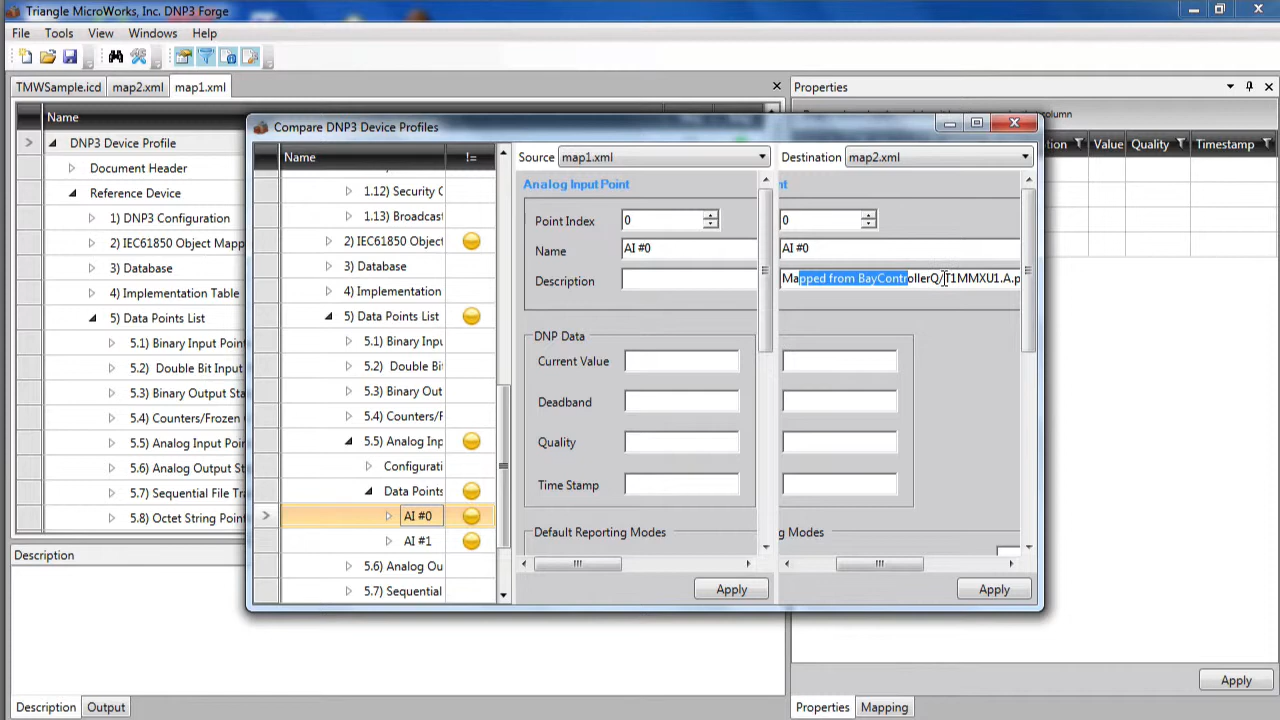 Triangle MicroWorks, Inc. DNP3 Forge
File Tools View Windows Help
TMWSample.icd map2.xml map1.xml
Name
DNP3 Device Profile
Document Header
Reference Device
1) DNP3 Configuration
2) IEC61850 Object Mapp
3) Database
4) Implementation Table
5) Data Points List
5.1) Binary Input Point
5.2) Double Bit Input
5.3) Binary Output Sta
5.4) Counters/Frozen
5.5) Analog Input Poi
5.6) Analog Output St
5.7) Sequential File Tra
5.8) Octet String Point
Description
Description Output
Compare DNP3 Device Profiles
Name !=
1.12) Security C
1.13) Broadcast
2) IEC61850 Object
3) Database
4) Implementation
5) Data Points List
5.1) Binary Inpu
5.2) Double Bi
5.3) Binary Out
5.4) Counters/F
5.5) Analog Inp
Configurati
Data Points
AI #0
AI #1
5.6) Analog Ou
5.7) Sequential
Source map1.xml
Analog Input Point
Point Index 0
Name AI #0
Description
DNP Data
Current Value
Deadband
Quality
Time Stamp
Default Reporting Modes
Apply
Destination map2.xml
nt
0
AI #0
Mapped from BayControllerQ/T1MMXU1.A.p
g Modes
Apply
Properties
column
tion Value Quality Timestamp
Apply
Properties Mapping